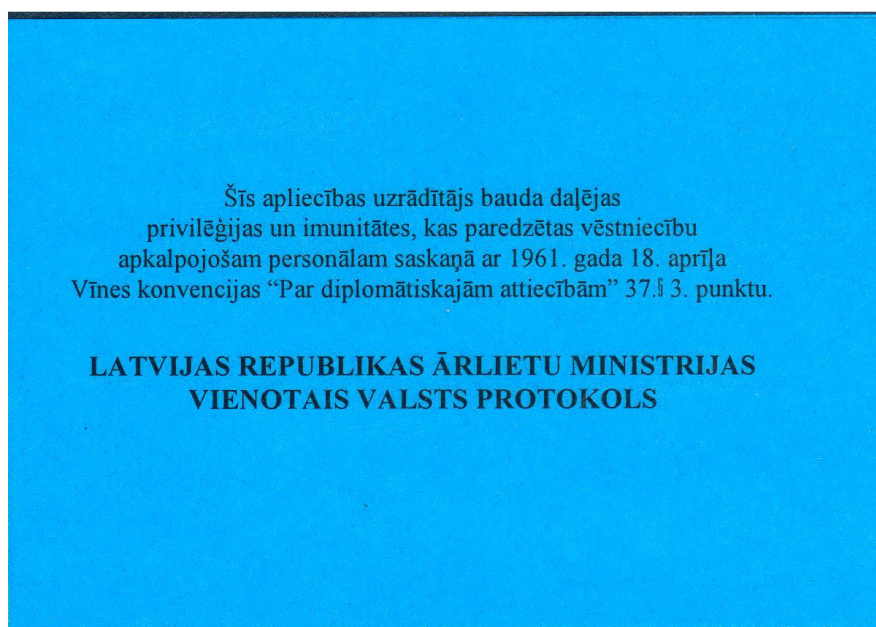 Šīs apliecības uzrādītājs bauda daļējas
privilēģijas un imunitātes, kas paredzētas vēstniecību
apkalpojošam personālam saskaņā ar 1961. gada 18. aprīļa
Vīnes konvencijas “Par diplomātiskajām attiecībām” 37.§ 3. punktu.
LATVIJAS REPUBLIKAS ĀRLIETU MINISTRIJAS
VIENOTAIS VALSTS PROTOKOLS